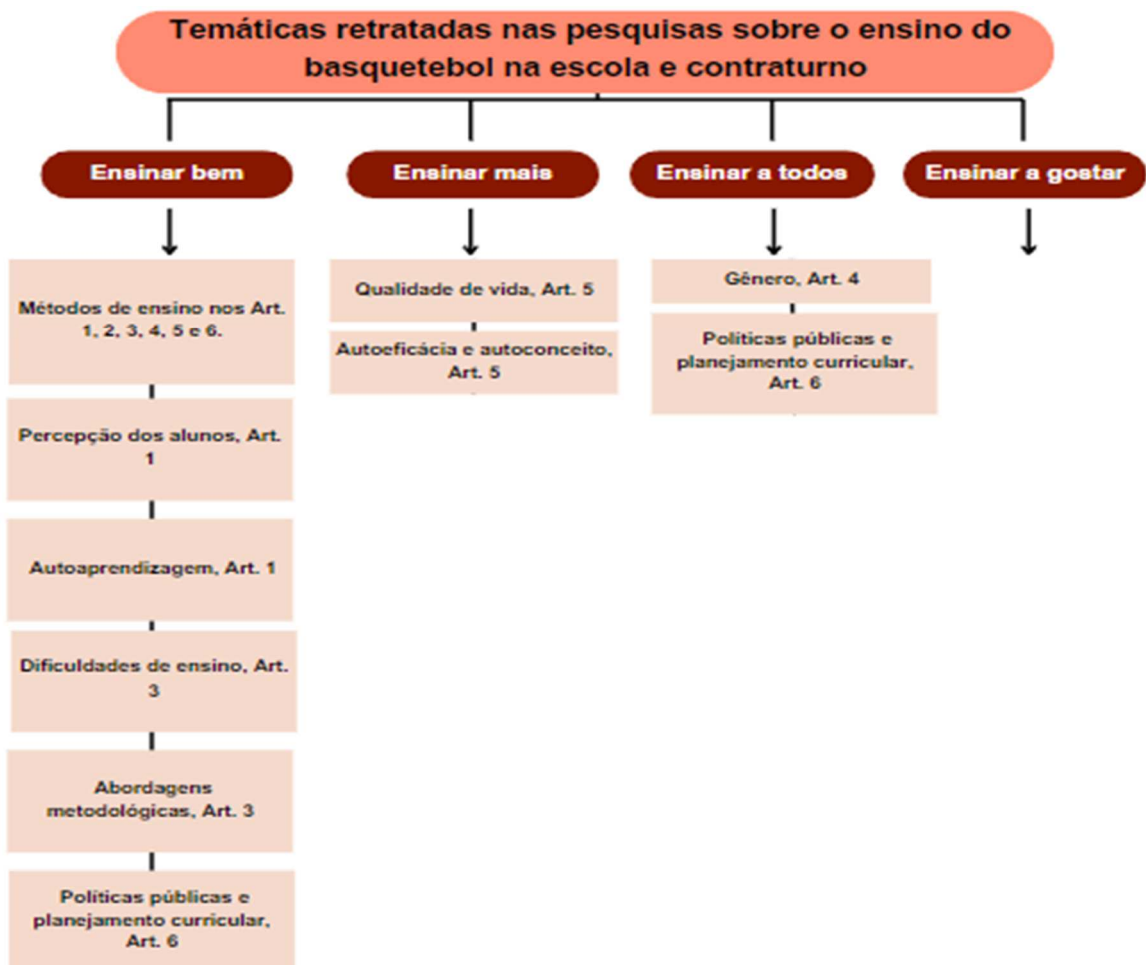 Temáticas retratadas nas pesquisas sobre o ensino do
basquetebol na escola e contraturno
Ensinar bem
Ensinar mais
Ensinar a todos
Ensinar a gostar
Métodos de ensino nos Art.
1, 2, 3, 4, 5 e 6.
Percepção dos alunos, Art.
1
Autoaprendizagem, Art. 1
Dificuldades de ensino, Art.
3
Abordagens
metodológicas, Art. 3
Políticas públicas e
planejamento curricular,
Art. 6
Qualidade de vida, Art. 5
Autoeficácia e autoconceito,
Art. 5
Gênero, Art. 4
Políticas públicas e
planejamento curricular,
Art. 6